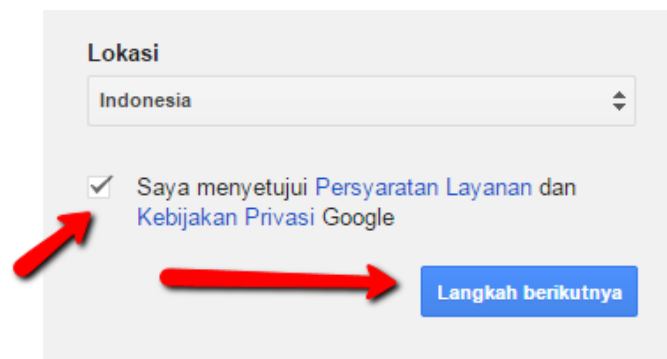 Lokasi
Indonesia
Saya menyetujui Persyaratan Layanan dan
Kebijakan Privasi Google
Langkah berikutnya